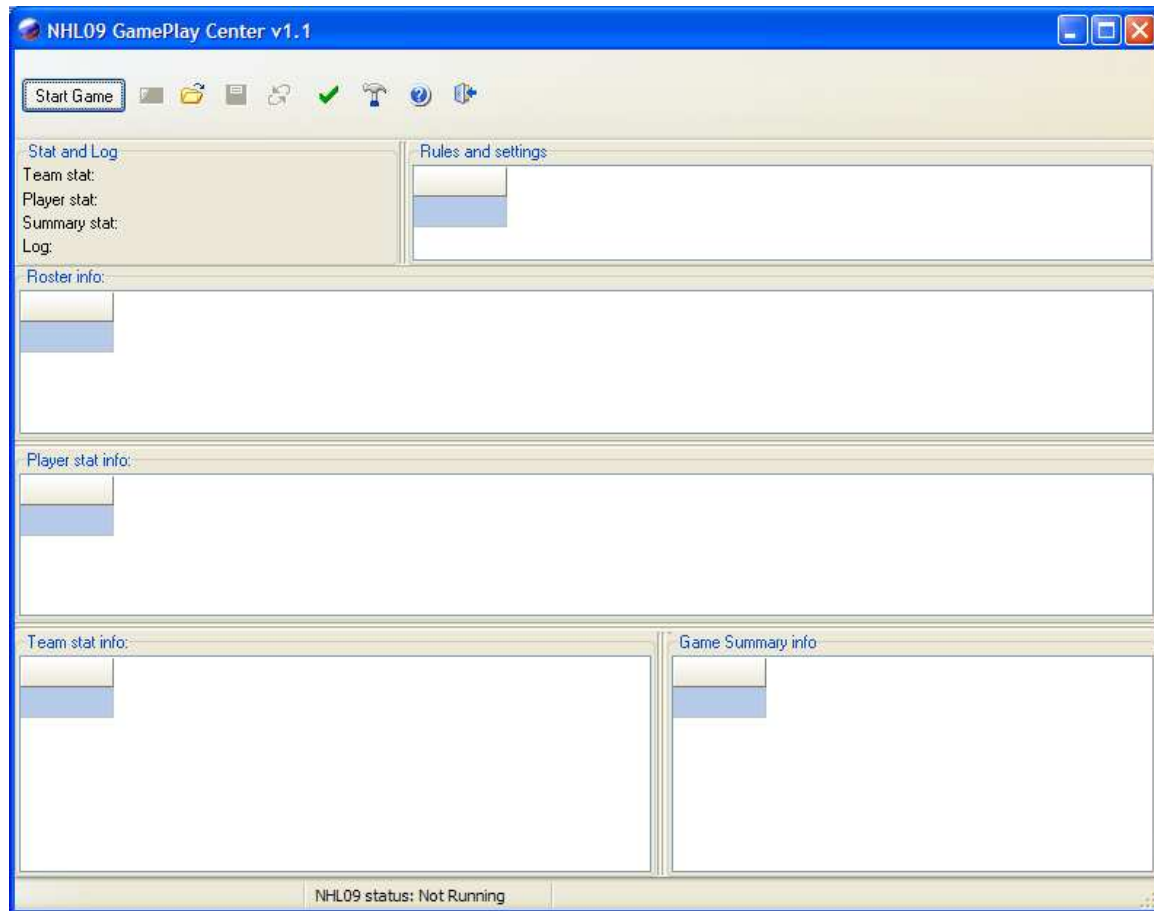 NHL09 GamePlay Center v1.1
Start Game
Stat and Log
Team stat:
Player stat:
Summary stat:
Log:
Rules and settings
Roster info:
Player stat info:
Team stat info:
Game Summary info
NHL09 status: Not Running